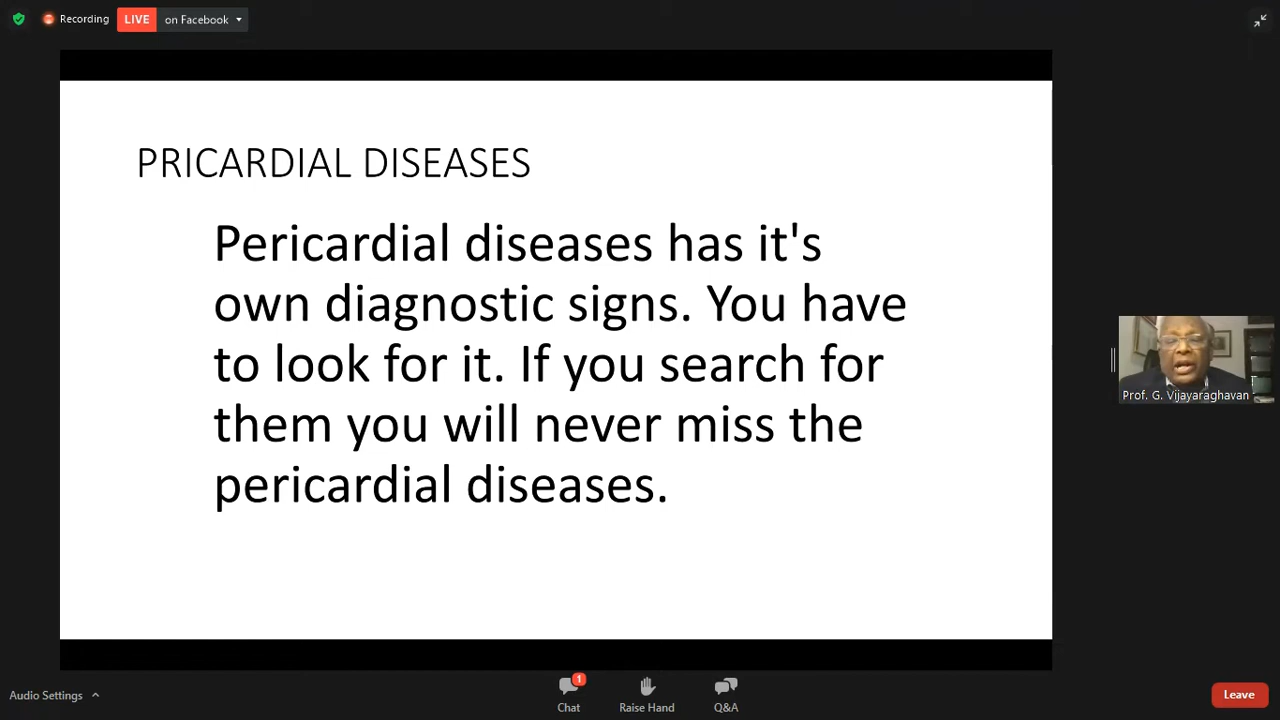 Recording
LIVE on Facebook
PRICARDIAL DISEASES
Pericardial diseases has it's
own diagnostic signs. You have
to look for it. If you search for
them you will never miss the
pericardial diseases.
Prof. G. Vijayaraghavan
Audio Settings
1
Chat
Raise Hand
Q&A
Leave